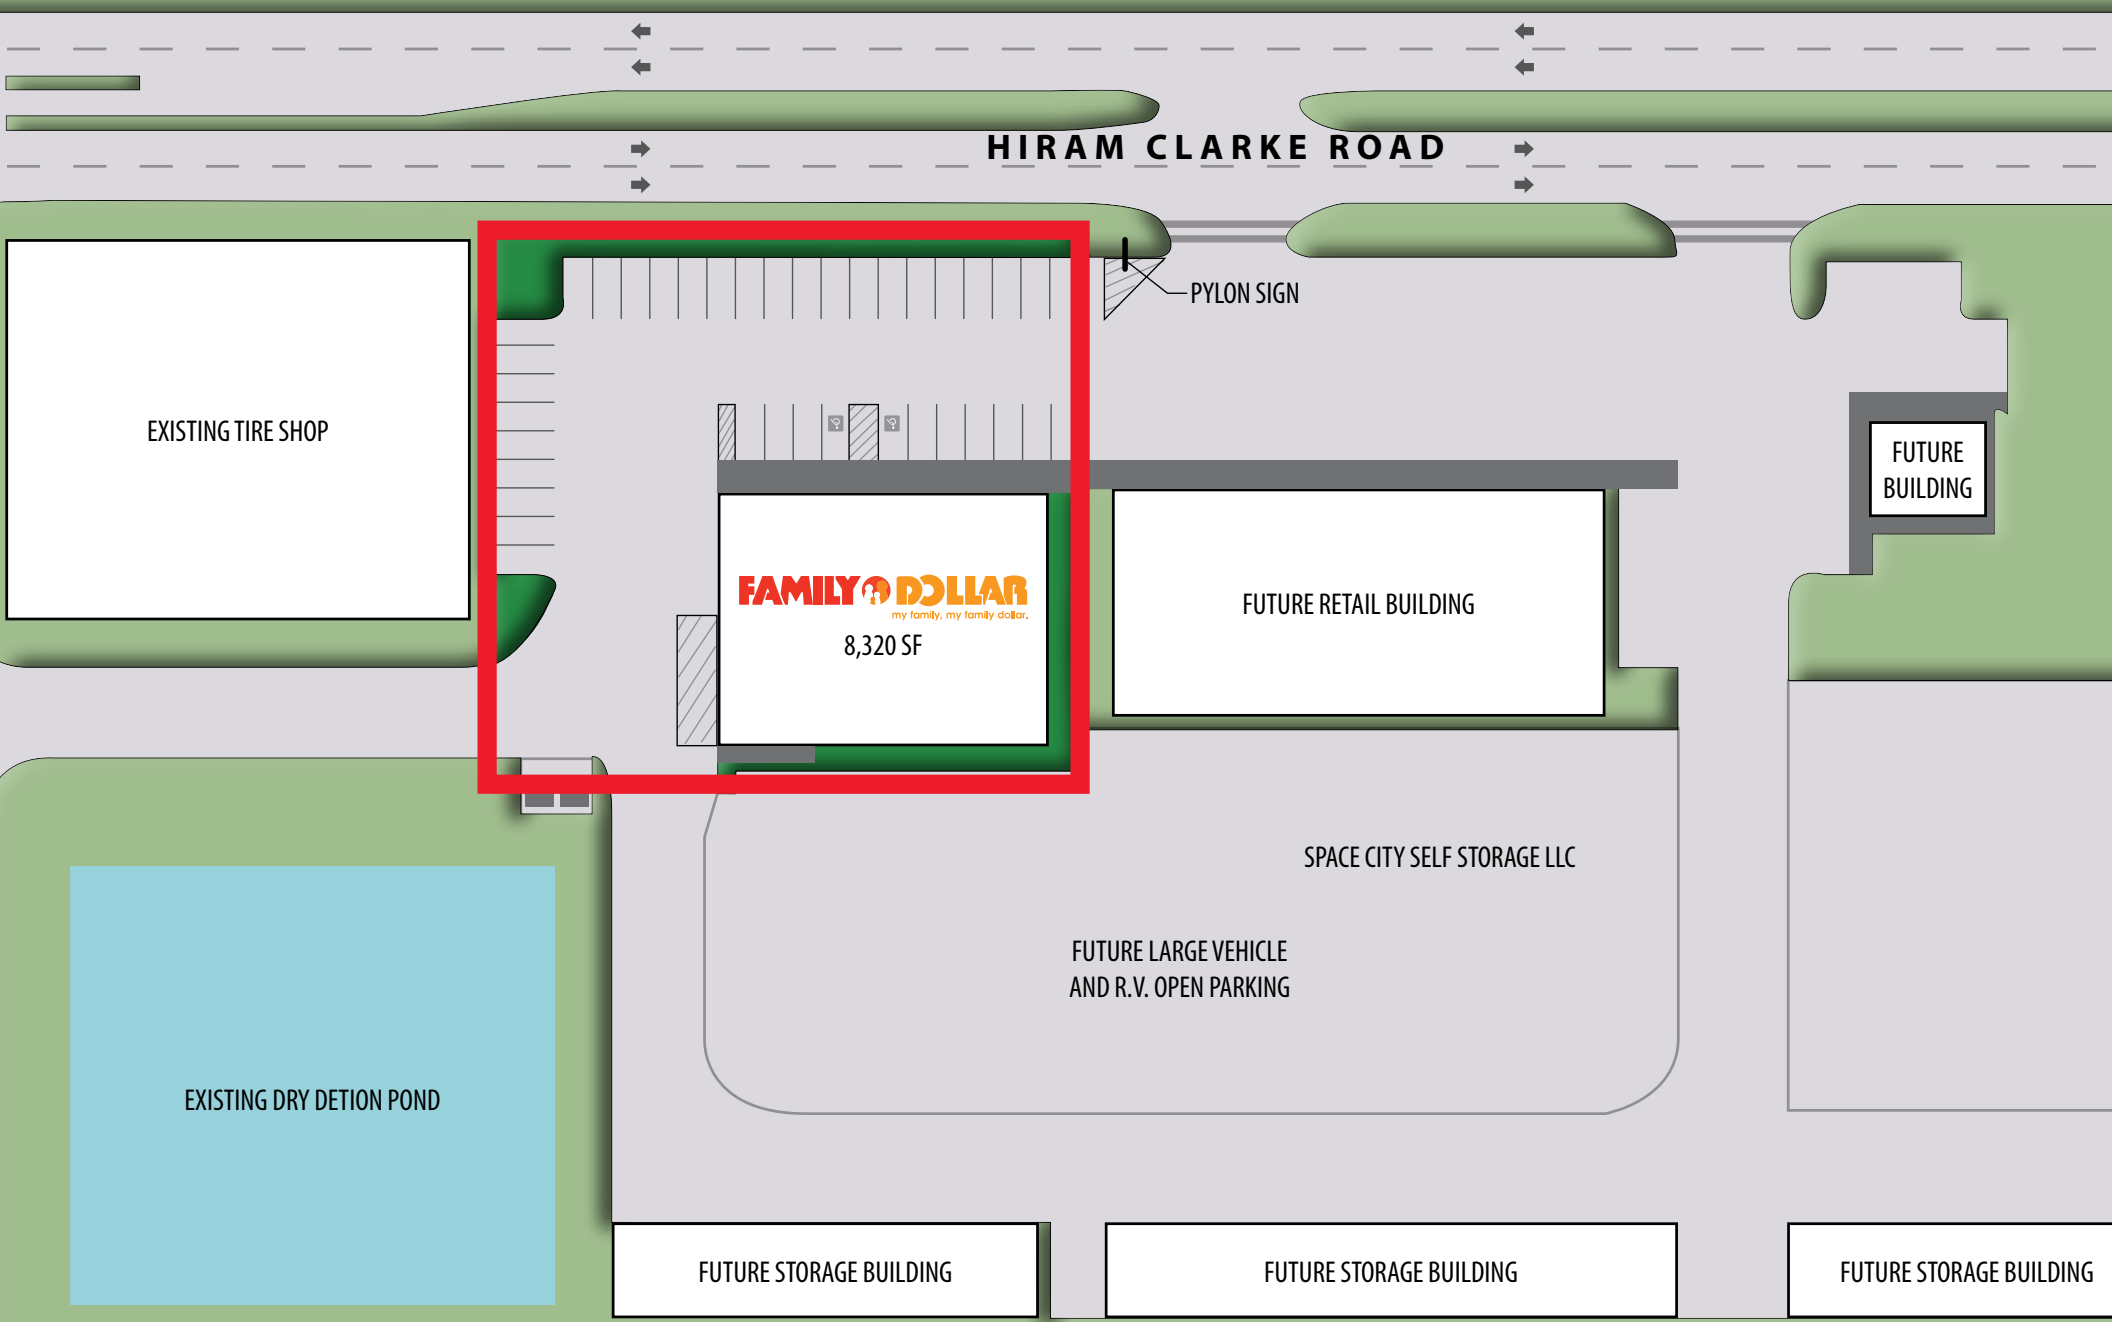 HIRAM CLARKE ROAD
PYLON SIGN
EXISTING TIRE SHOP
FUTURE
BUILDING
FAMILY DOLLAR
my family, my family dollar.
8,320 SF
FUTURE RETAIL BUILDING
SPACE CITY SELF STORAGE LLC
FUTURE LARGE VEHICLE
AND R.V. OPEN PARKING
EXISTING DRY DETION POND
FUTURE STORAGE BUILDING
FUTURE STORAGE BUILDING
FUTURE STORAGE BUILDING